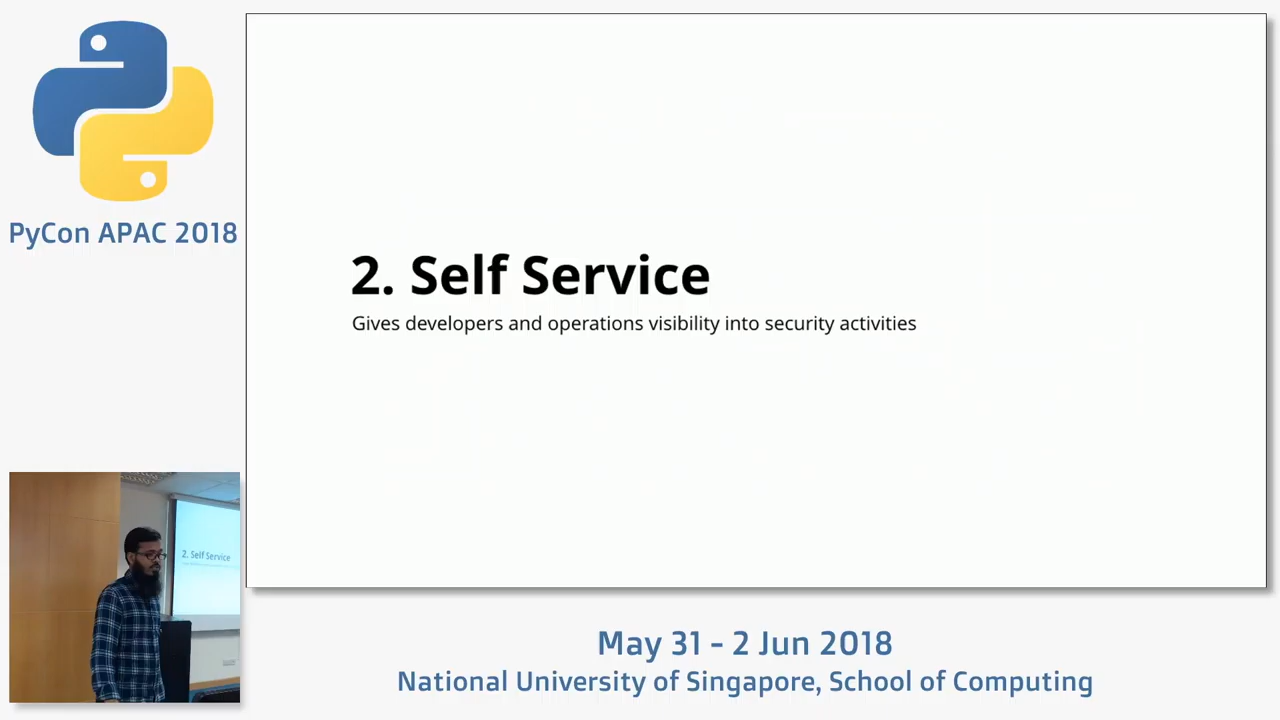 PyCon APAC 2018
2. Self Service
Gives developers and operations visibility into security activities
2. Self Service
May 31 - 2 Jun 2018
National University of Singapore, School of Computing